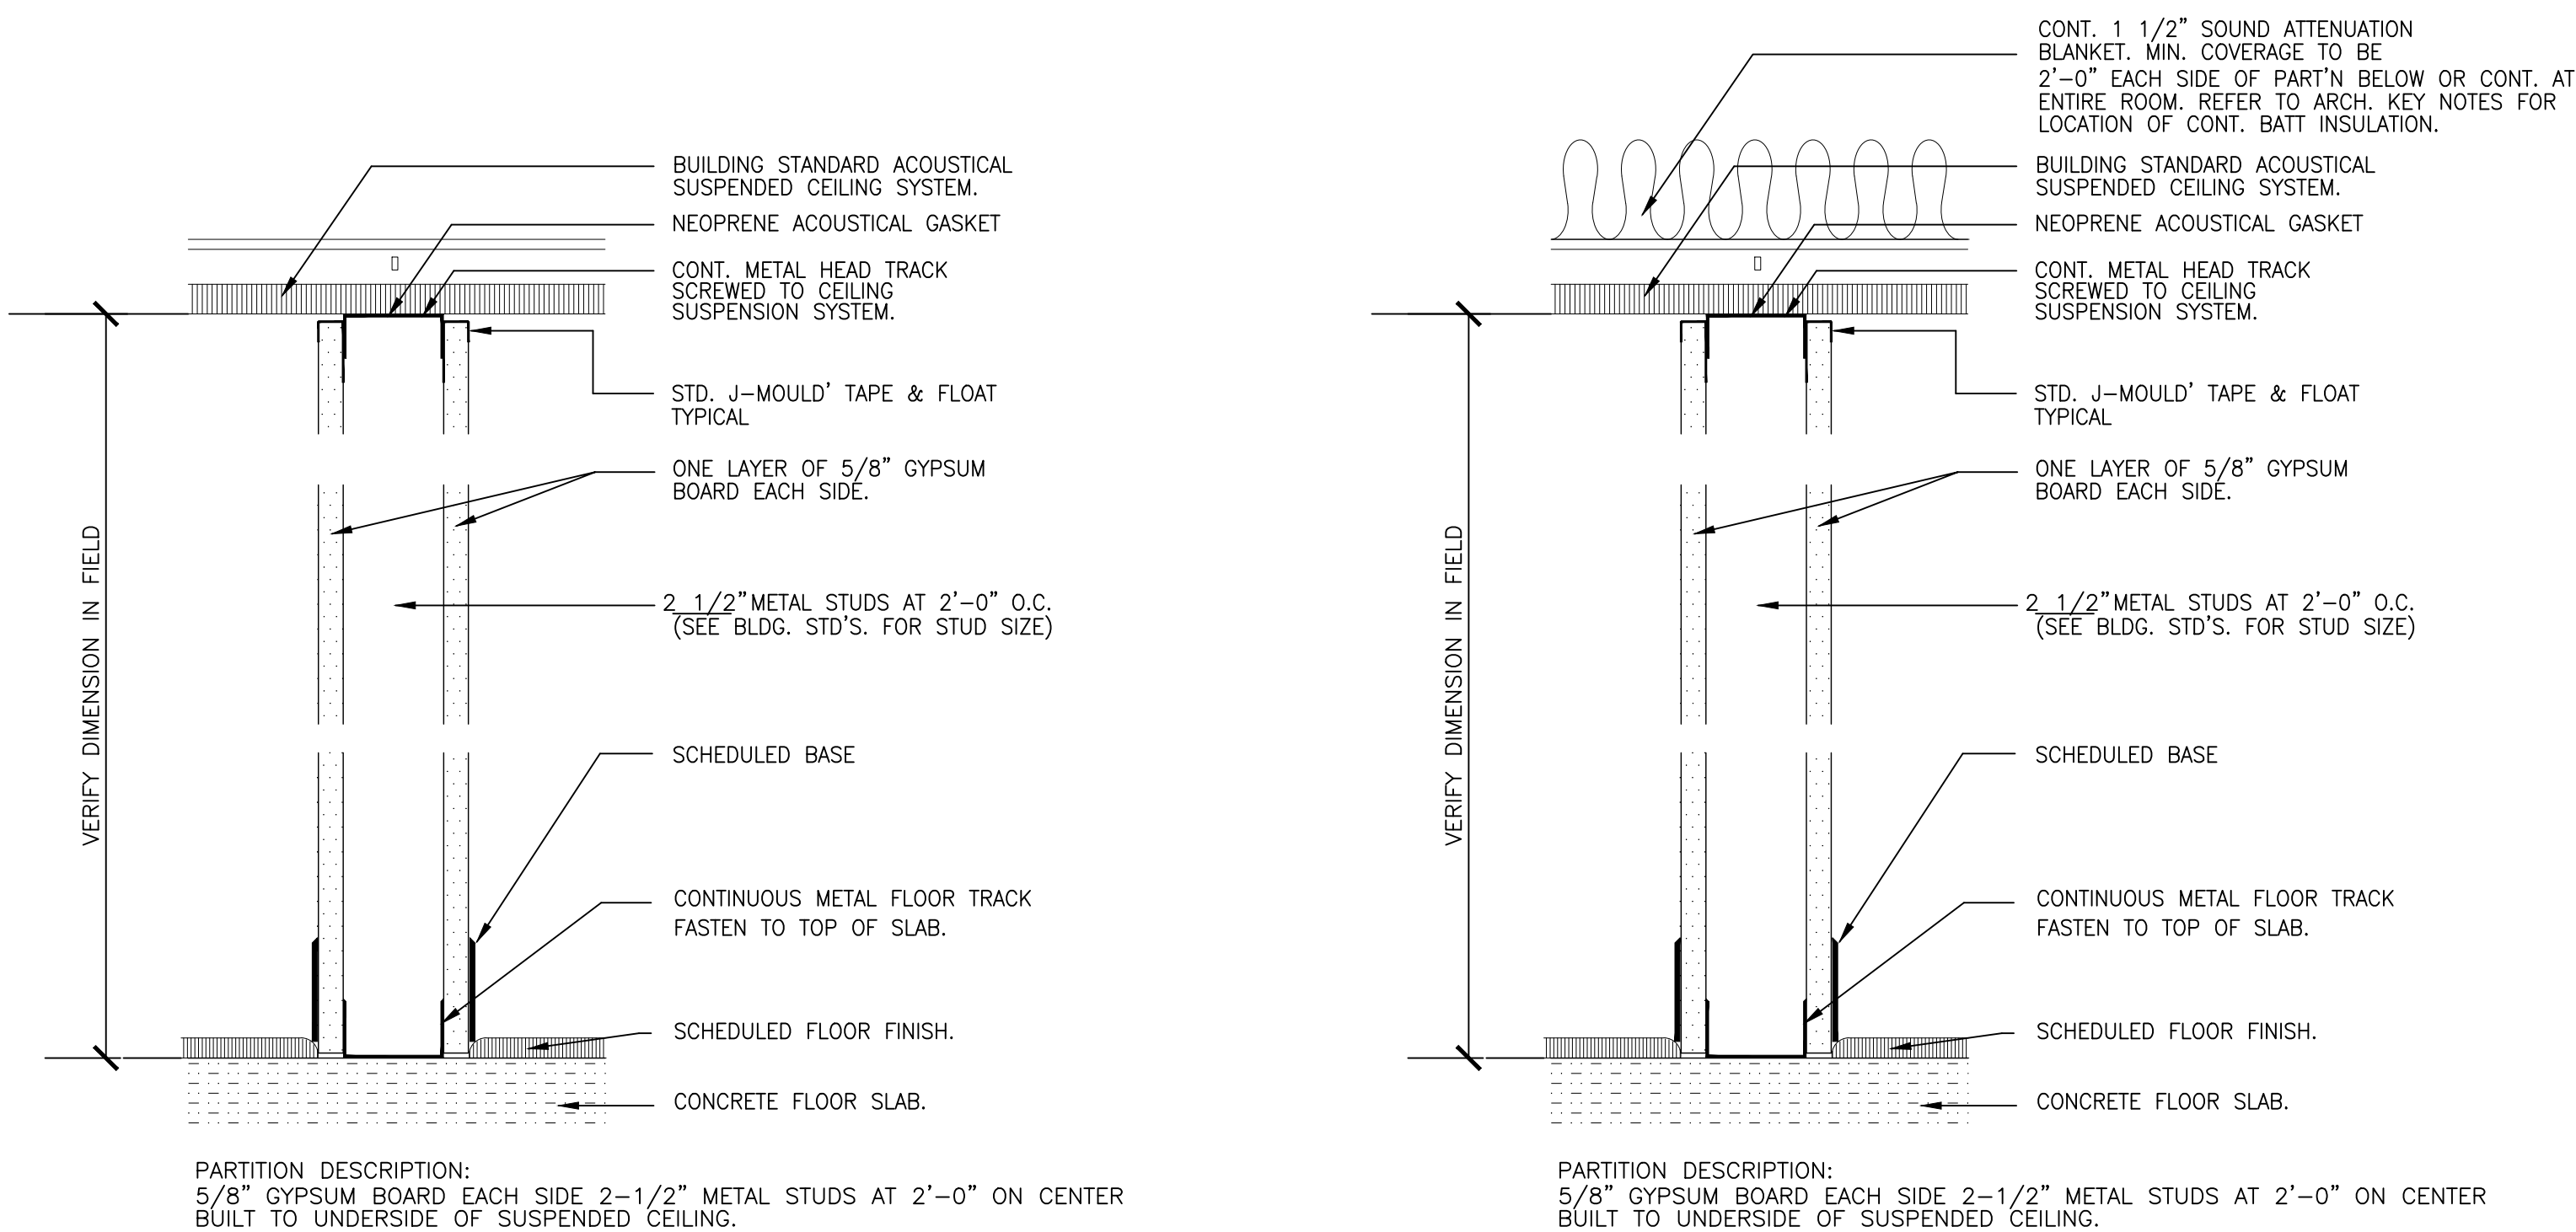 BUILDING STANDARD ACOUSTICAL
SUSPENDED CEILING SYSTEM.
NEOPRENE ACOUSTICAL GASKET
CONT. METAL HEAD TRACK
SCREWED TO CEILING
SUSPENSION SYSTEM.
STD. J-MOULD' TAPE & FLOAT
TYPICAL
ONE LAYER OF 5/8" GYPSUM
BOARD EACH SIDE.
VERIFY DIMENSION IN FIELD
2 1/2" METAL STUDS AT 2'-0" O.C.
(SEE BLDG. STD'S. FOR STUD SIZE)
SCHEDULED BASE
CONTINUOUS METAL FLOOR TRACK
FASTEN TO TOP OF SLAB.
SCHEDULED FLOOR FINISH.
CONCRETE FLOOR SLAB.
PARTITION DESCRIPTION:
5/8" GYPSUM BOARD EACH SIDE 2-1/2" METAL STUDS AT 2'-0" ON CENTER
BUILT TO UNDERSIDE OF SUSPENDED CEILING.
CONT. 1 1/2" SOUND ATTENUATION
BLANKET. MIN. COVERAGE TO BE
2'-0" EACH SIDE OF PART'N BELOW OR CONT. AT
ENTIRE ROOM. REFER TO ARCH. KEY NOTES FOR
LOCATION OF CONT. BATT INSULATION.
BUILDING STANDARD ACOUSTICAL
SUSPENDED CEILING SYSTEM.
NEOPRENE ACOUSTICAL GASKET
CONT. METAL HEAD TRACK
SCREWED TO CEILING
SUSPENSION SYSTEM.
STD. J-MOULD' TAPE & FLOAT
TYPICAL
ONE LAYER OF 5/8" GYPSUM
BOARD EACH SIDE.
VERIFY DIMENSION IN FIELD
2 1/2" METAL STUDS AT 2'-0" O.C.
(SEE BLDG. STD'S. FOR STUD SIZE)
SCHEDULED BASE
CONTINUOUS METAL FLOOR TRACK
FASTEN TO TOP OF SLAB.
SCHEDULED FLOOR FINISH.
CONCRETE FLOOR SLAB.
PARTITION DESCRIPTION:
5/8" GYPSUM BOARD EACH SIDE 2-1/2" METAL STUDS AT 2'-0" ON CENTER
BUILT TO UNDERSIDE OF SUSPENDED CEILING.